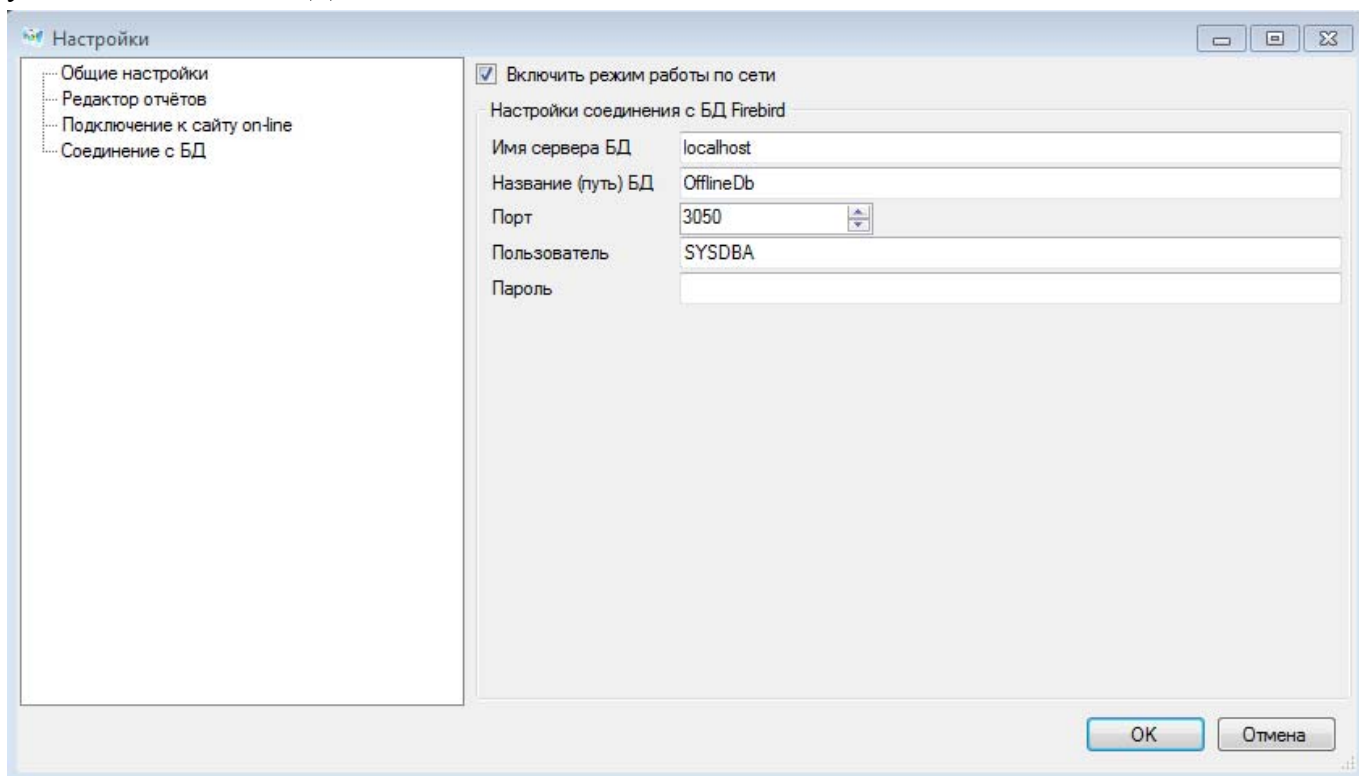 Настройки
Общие настройки
Редактор отчётов
Подключение к сайту on-line
Соединение с БД
Включить режим работы по сети
Настройки соединения с БД Firebird
Имя сервера БД localhost
Название (путь) БД OfflineDb
Порт 3050
Пользователь SYSDBA
Пароль
OK Отмена